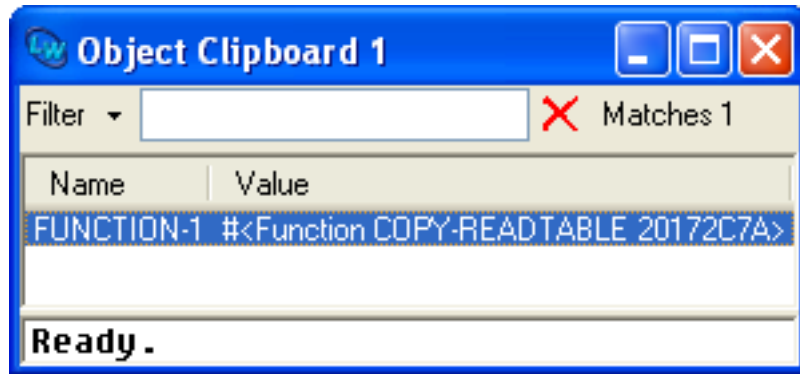 Object Clipboard 1
Filter Matches 1
Name Value
FUNCTION-1 #<Function COPY-READTABLE 20172C7A>
Ready.